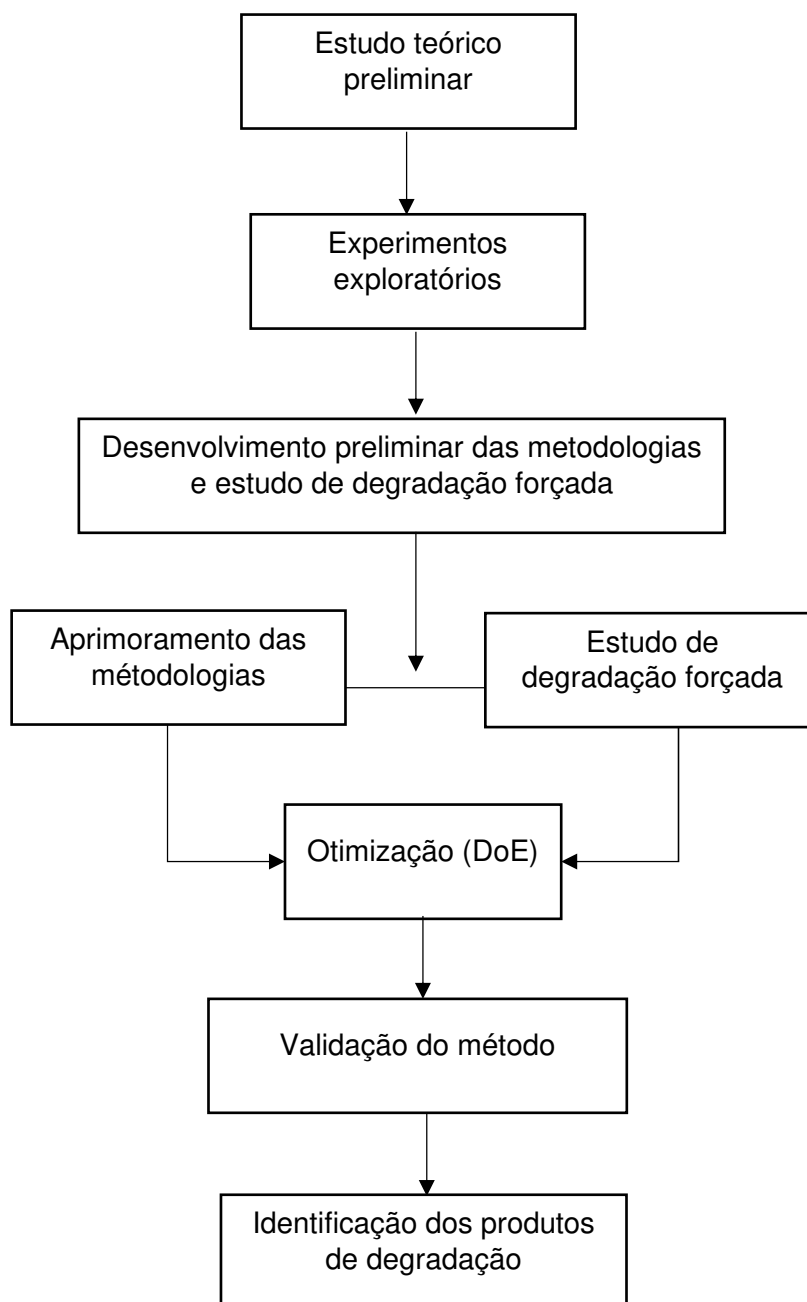 Estudo teórico
preliminar
Experimentos
exploratórios
Desenvolvimento preliminar das metodologias
e estudo de degradação forçada
Aprimoramento das
métodologias
Estudo de
degradação forçada
Otimização (DoE)
Validação do método
Identificação dos produtos
de degradação